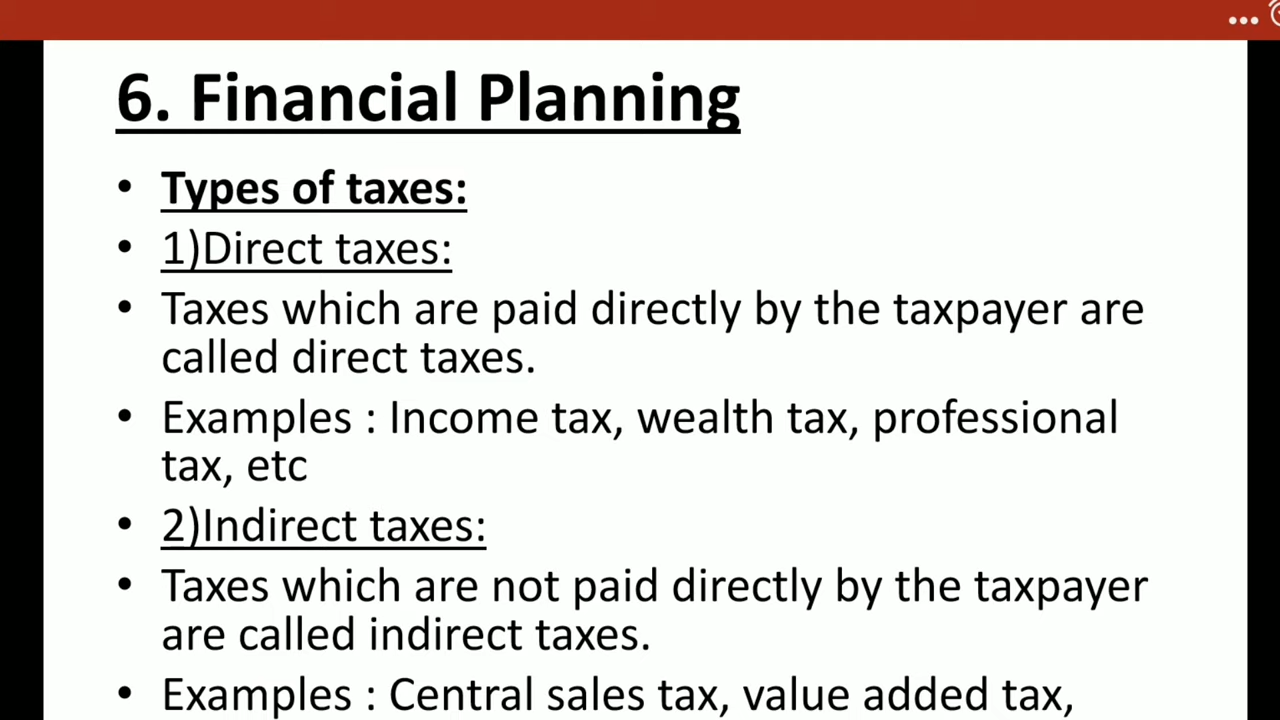 6. Financial Planning
• Types of taxes:
• 1)Direct taxes:
• Taxes which are paid directly by the taxpayer are
called direct taxes.
• Examples : Income tax, wealth tax, professional
tax, etc
• 2)Indirect taxes:
• Taxes which are not paid directly by the taxpayer
are called indirect taxes.
• Examples : Central sales tax, value added tax,